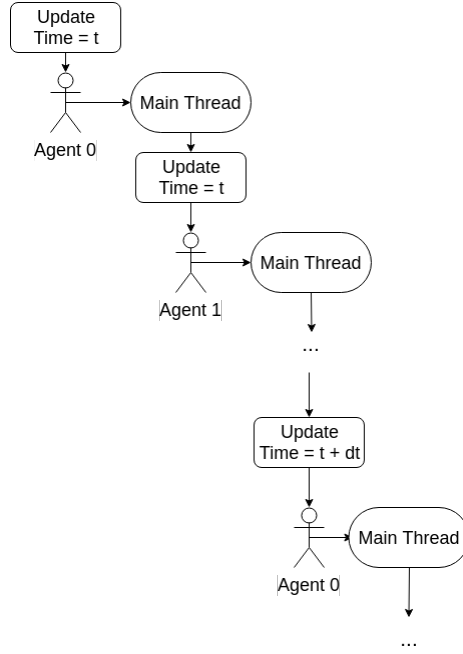 Update
Time = t
Main Thread
Agent 0
Update
Time = t
Main Thread
Agent 1
...
Update
Time = t + dt
Main Thread
Agent 0
...